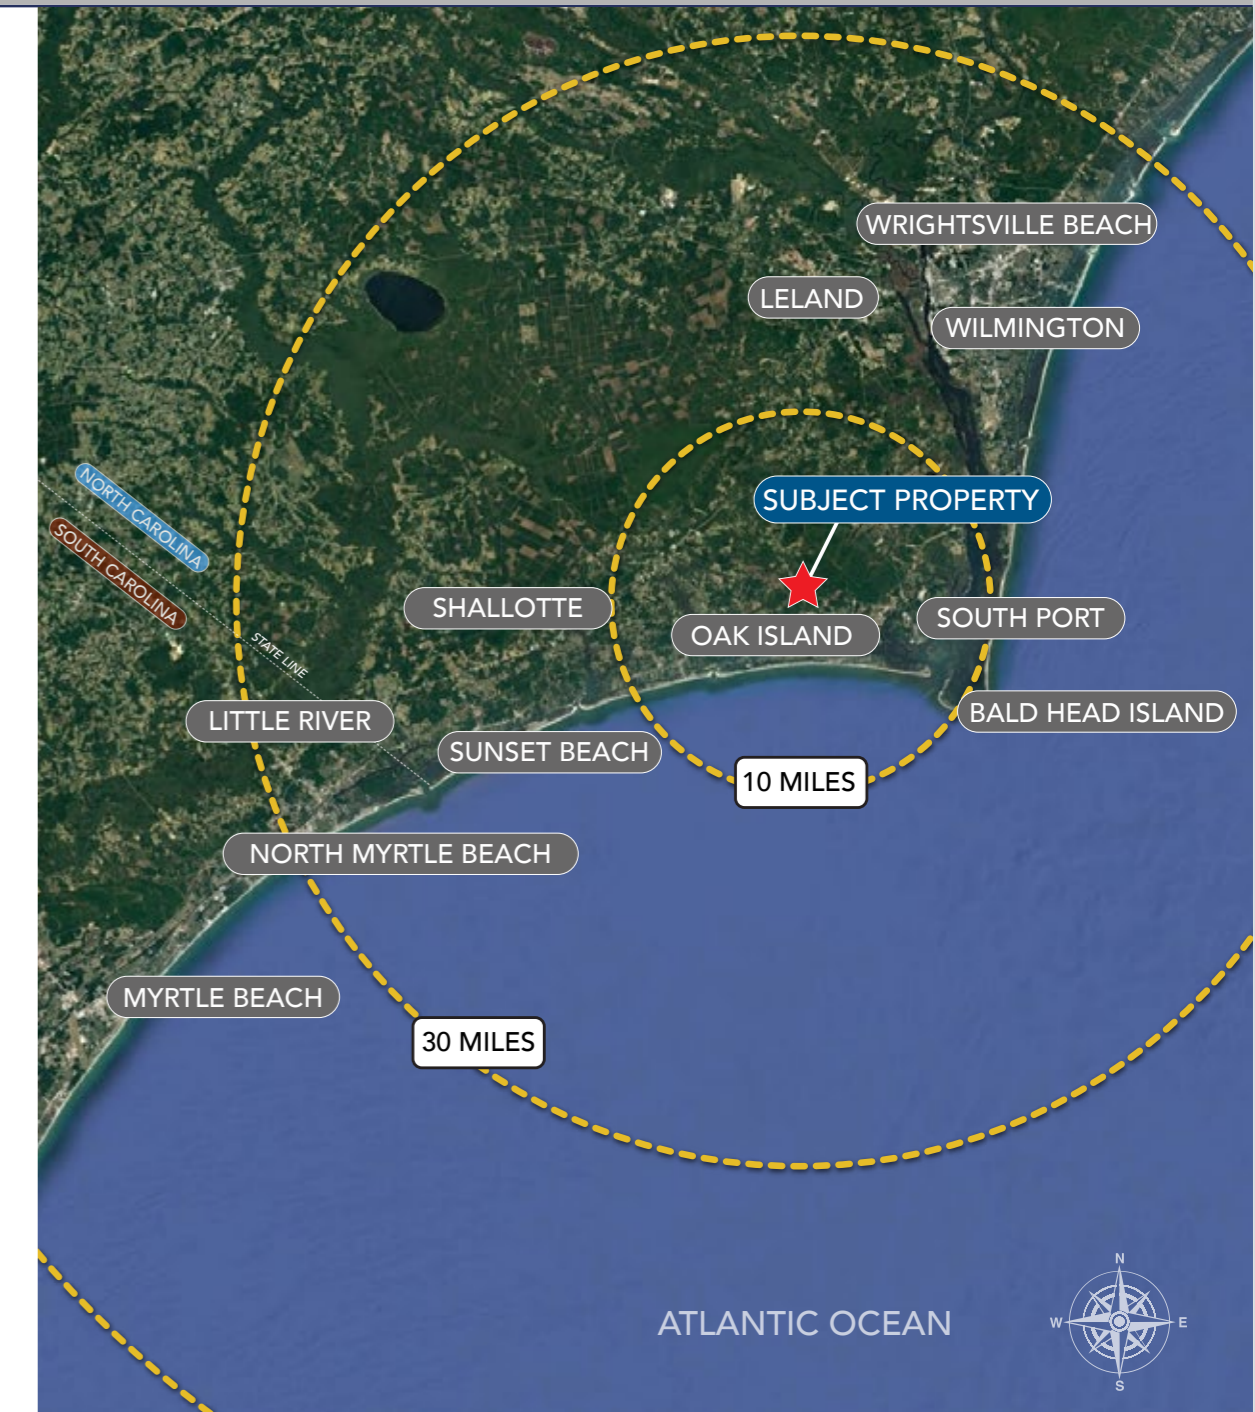 WRIGHTSVILLE BEACH
LELAND
WILMINGTON
NORTH CAROLINA
SOUTH CAROLINA
STATE LINE
SUBJECT PROPERTY
SHALLOTTE
OAK ISLAND
SOUTH PORT
LITTLE RIVER
BALD HEAD ISLAND
SUNSET BEACH
10 MILES
NORTH MYRTLE BEACH
MYRTLE BEACH
30 MILES
ATLANTIC OCEAN
N
W
E
S